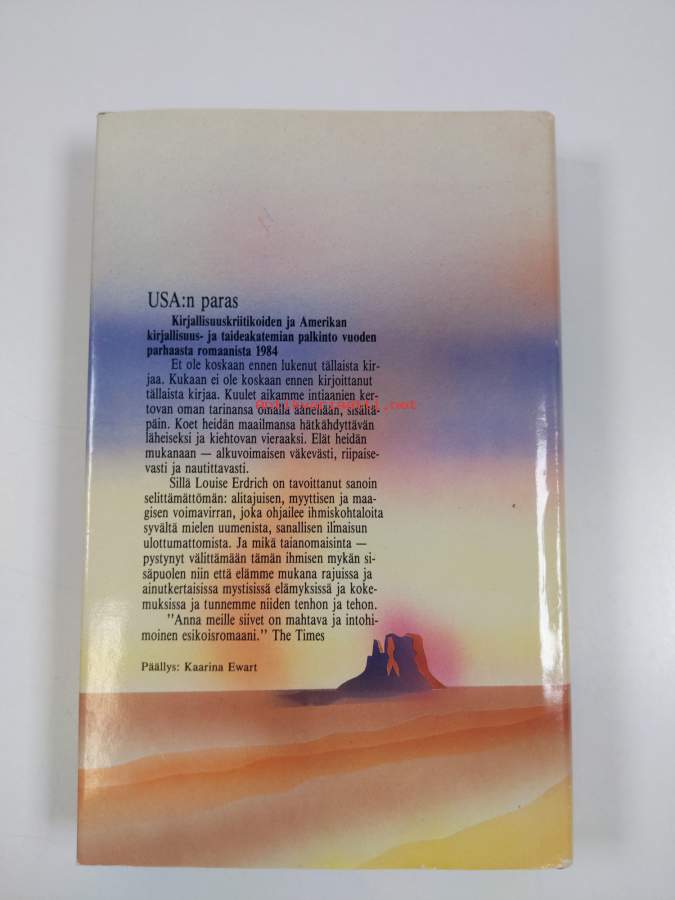 USA:n paras
Kirjallisuuskriitikoiden ja Amerikan
kirjallisuus- ja taideakatemian palkinto vuoden
parhaasta romaanista 1984
Et ole koskaan ennen lukenut tällaista kir-
jaa. Kukaan ei ole koskaan ennen kirjoittanut
tällaista kirjaa. Kuulet aikamme intiaanien ker-
tovan oman tarinansa omalla äänellään, sisältä-
päin. Koet heidän maailmansa hätkähdyttävän
läheiseksi ja kiehtovan vieraaksi. Elät heidän
mukanaan — alkuvoimaisen väkevästi, riipaise-
vasti ja nautittavasti.
Sillä Louise Erdrich on tavoittanut sanoin
selittämättömän: alitajuisen, myyttisen ja maa-
gisen voimavirran, joka ohjailee ihmiskohtaloita
syvältä mielen uumenista, sanallisen ilmaisun
ulottumattomista. Ja mikä taianomaisinta —
pystynyt välittämään tämän ihmisen mykän si-
säpuolen niin että elämme mukana rajuissa ja
ainutkertaisissa mystisissä elämyksissä ja koke-
muksissa ja tunnemme niiden tenhon ja tehon.
"Anna meille siivet on mahtava ja intohi-
moinen esikoisromaani." The Times
Päällys: Kaarina Ewart